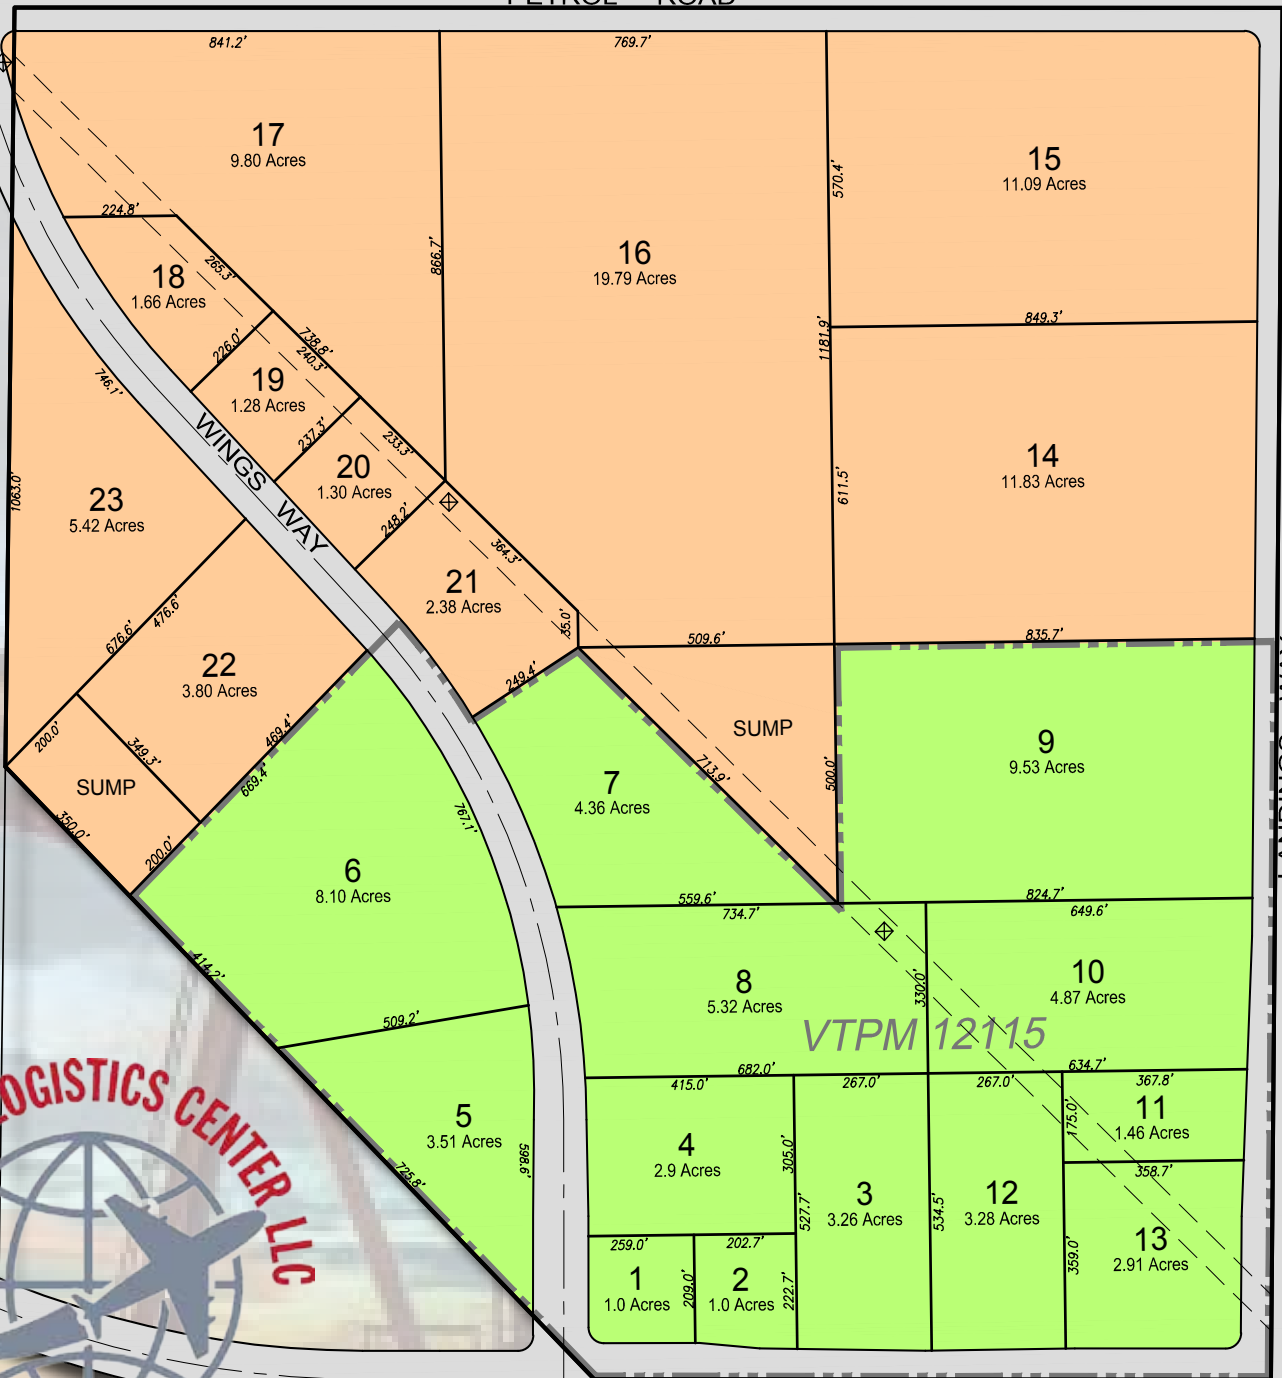 PETROL ROAD
841.2'
769.7'
17
9.80 Acres
15
11.09 Acres
570.4'
224.8'
265.3'
866.7'
16
19.79 Acres
18
1.66 Acres
226.0'
738.8'
240.3'
849.3'
1181.9'
746.1'
19
1.28 Acres
237.3'
233.3'
WINGS WAY
20
1.30 Acres
248.2'
14
11.83 Acres
611.5'
1063.0'
23
5.42 Acres
364.3'
21
2.38 Acres
35.0'
676.6'
476.6'
509.6'
835.7'
22
3.80 Acres
249.4'
200.0'
349.3'
469.4'
669.4'
SUMP
SUMP
713.9'
500.0'
9
9.53 Acres
7
4.36 Acres
767.1'
350.0'
200.0'
6
8.10 Acres
559.6'
734.7'
824.7'
649.6'
414.2'
8
5.32 Acres
330.0'
10
4.87 Acres
509.2'
VTPM 12115
682.0'
634.7'
415.0'
267.0'
267.0'
367.8'
5
3.51 Acres
598.6'
725.8'
4
2.9 Acres
305.0'
175.0'
11
1.46 Acres
358.7'
3
3.26 Acres
527.7'
534.5'
12
3.28 Acres
359.0'
13
2.91 Acres
259.0'
202.7'
1
1.0 Acres
209.0'
2
1.0 Acres
222.7'
CENTER LLC